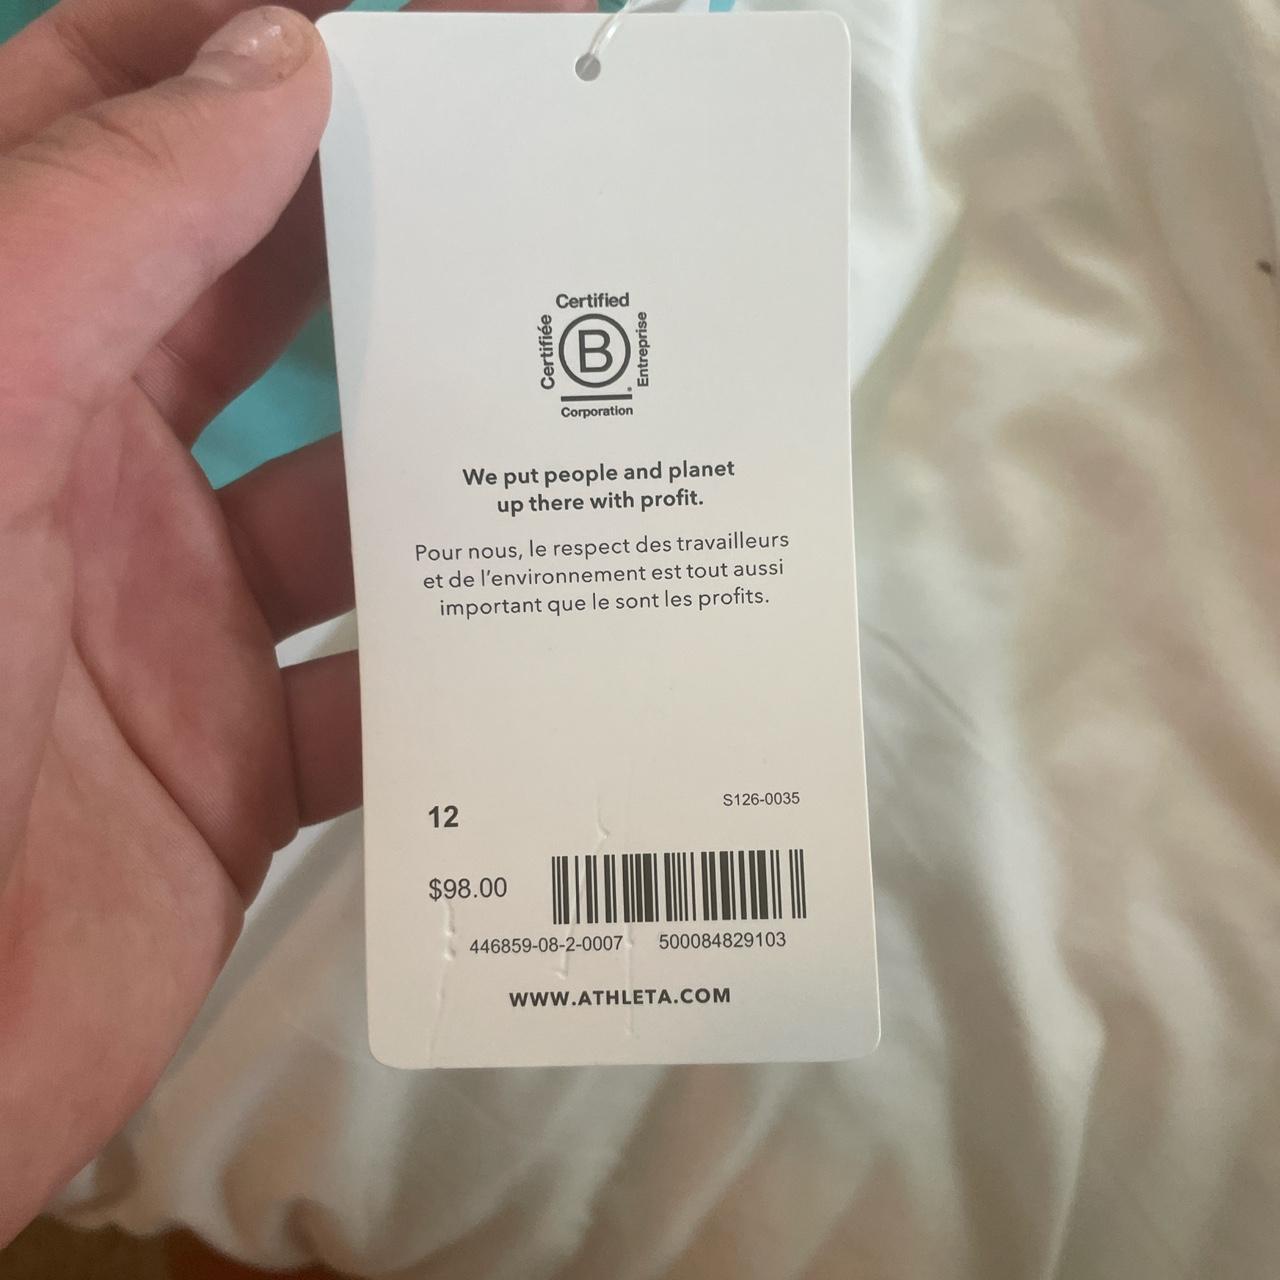 Certified
Certifiée
B
Entreprise
Corporation
We put people and planet
up there with profit.
Pour nous, le respect des travailleurs
et de l'environnement est tout aussi
important que le sont les profits.
12
S126-0035
$98.00
446859-08-2-0007 500084829103
WWW.ATHLETA.COM